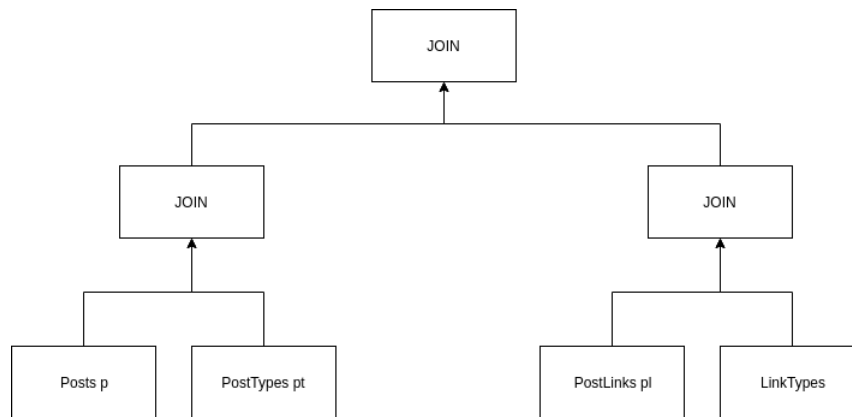 JOIN
JOIN
JOIN
Posts p
PostTypes pt
PostLinks pl
LinkTypes